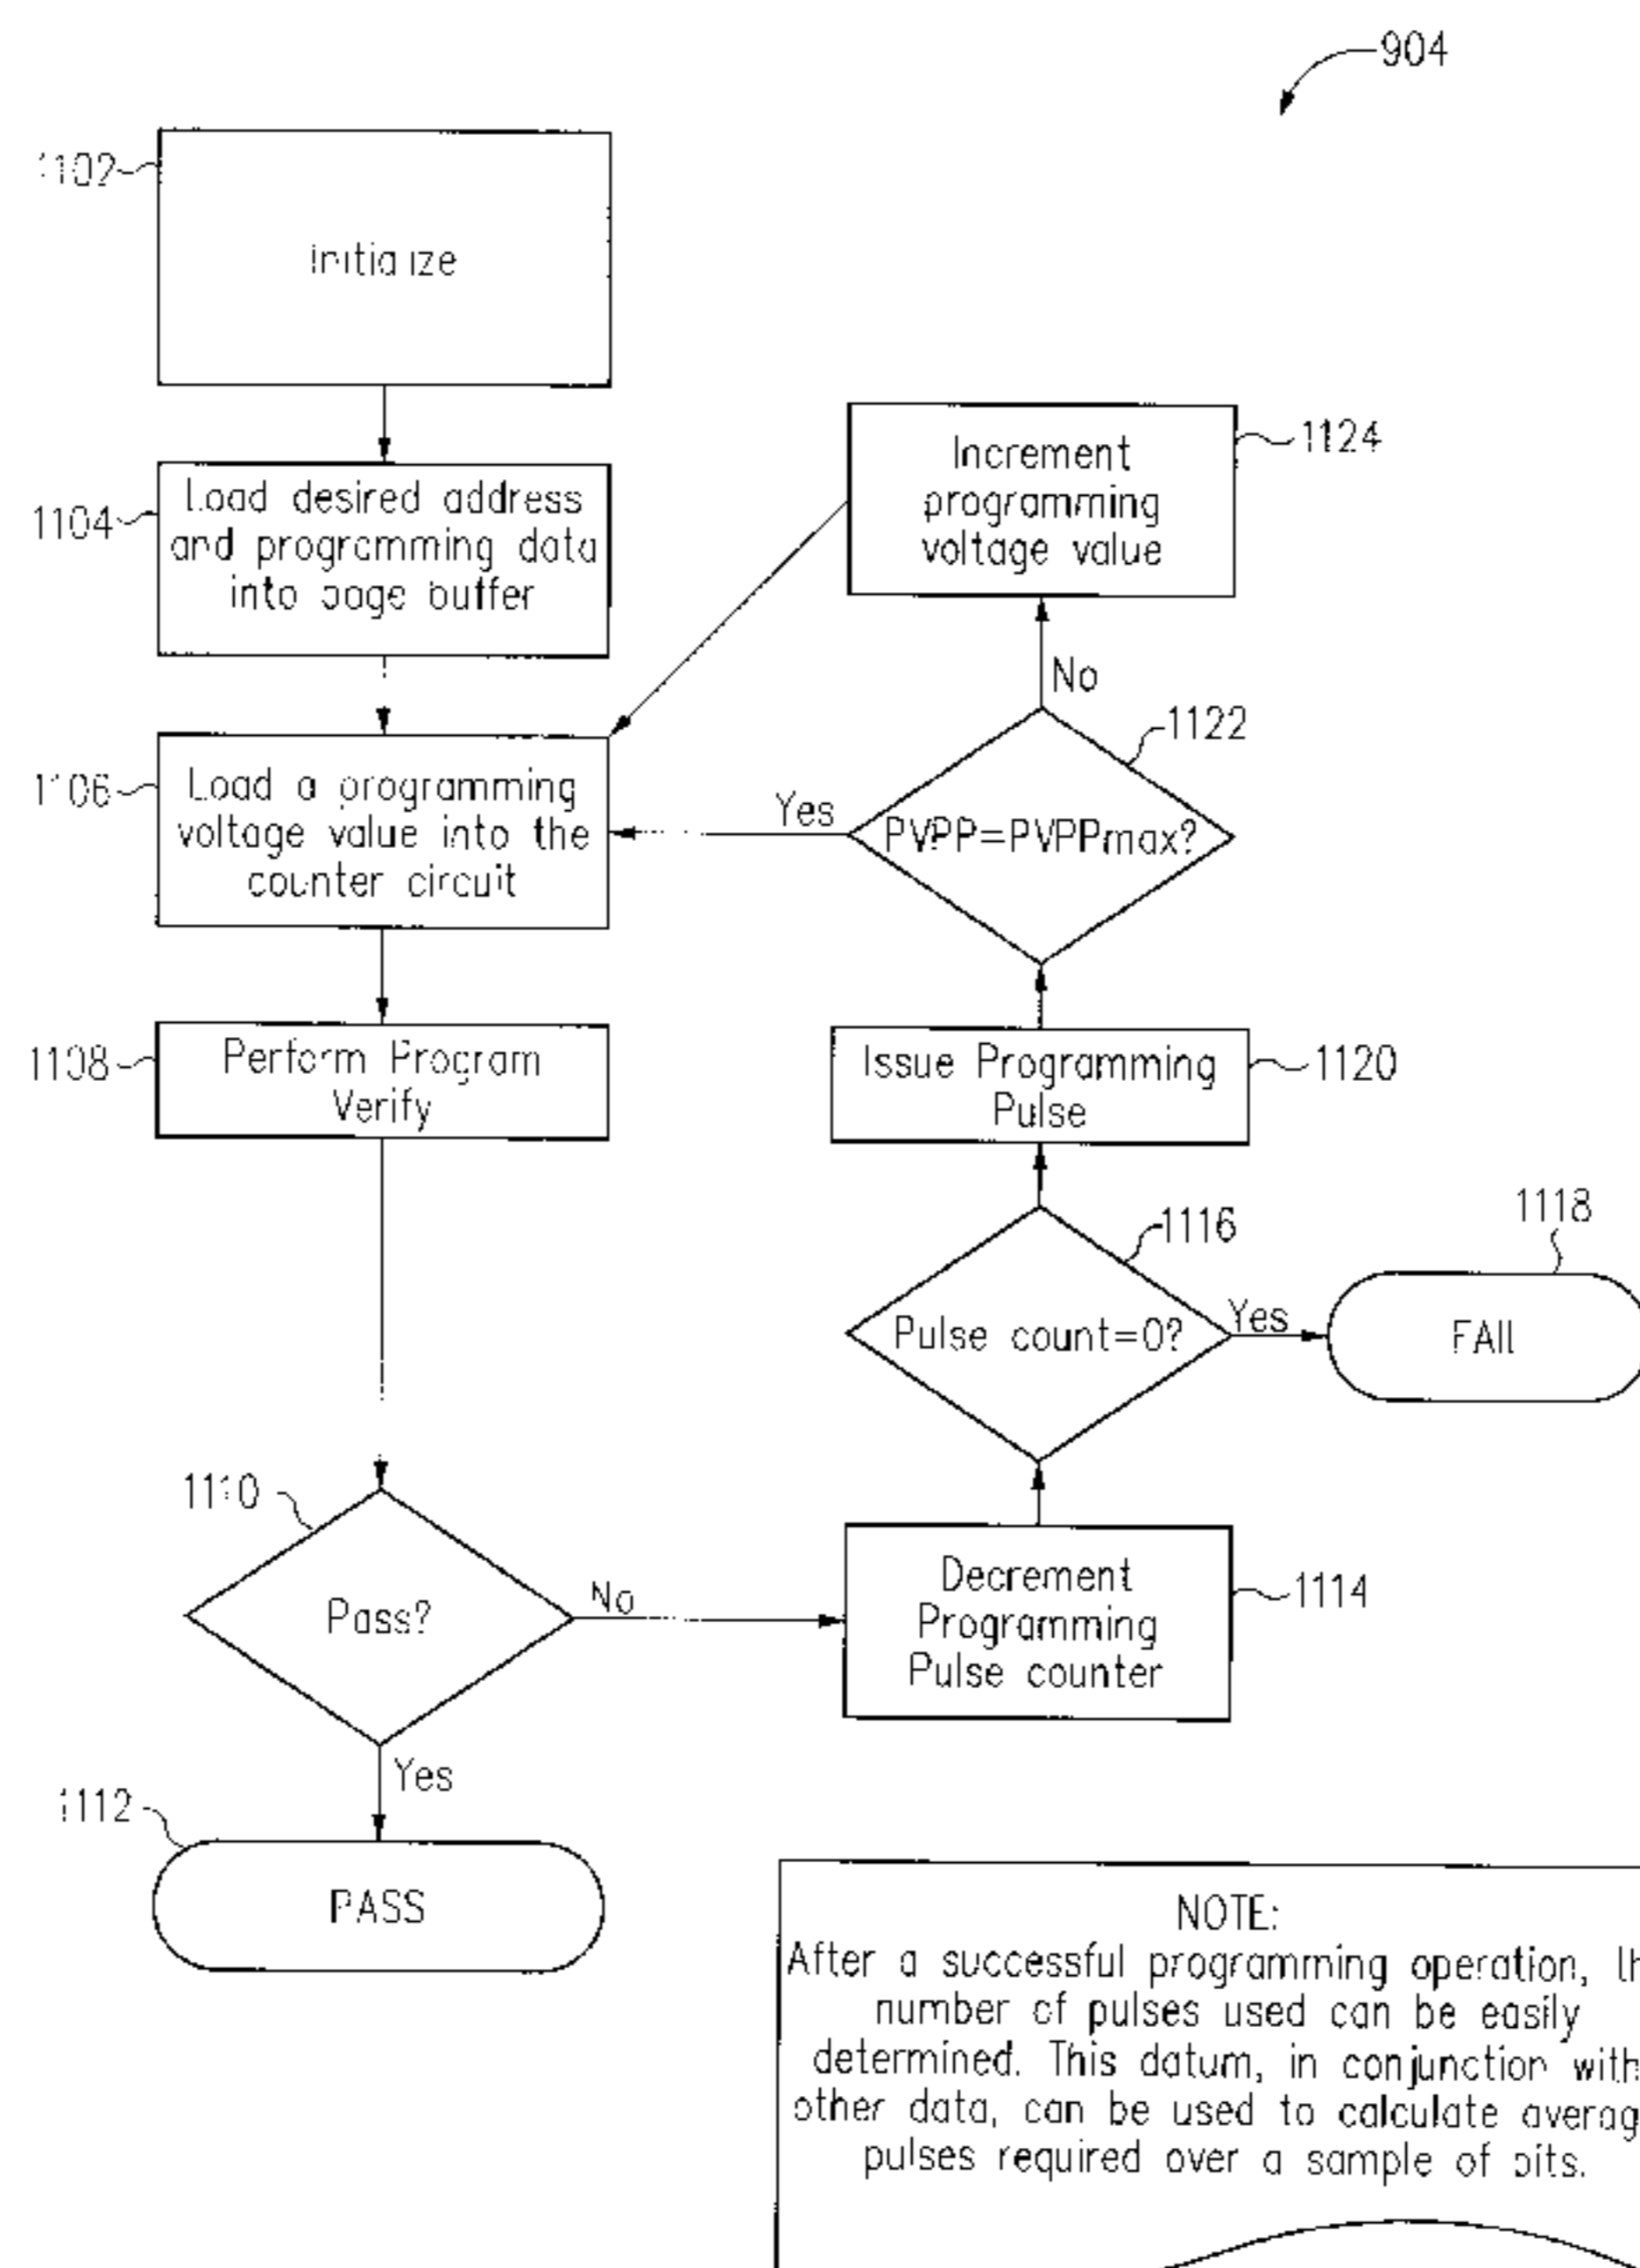 904
1102
Initialize
1104
Load desired address
and programming data
into page buffer
1106
Load a programming
voltage value into the
counter circuit
1108
Perform Program
Verify
1110
Pass?
No
Yes
1112
PASS
1114
Decrement
Programming
Pulse counter
1116
Pulse count=0?
Yes
1118
FAIL
1120
Issue Programming
Pulse
1122
PVPP=PVPPmax?
Yes
No
1124
Increment
programming
voltage value
NOTE:
After a successful programming operation, th
number of pulses used can be easily
determined. This datum, in conjunction with
other data, can be used to calculate averag
pulses required over a sample of bits.